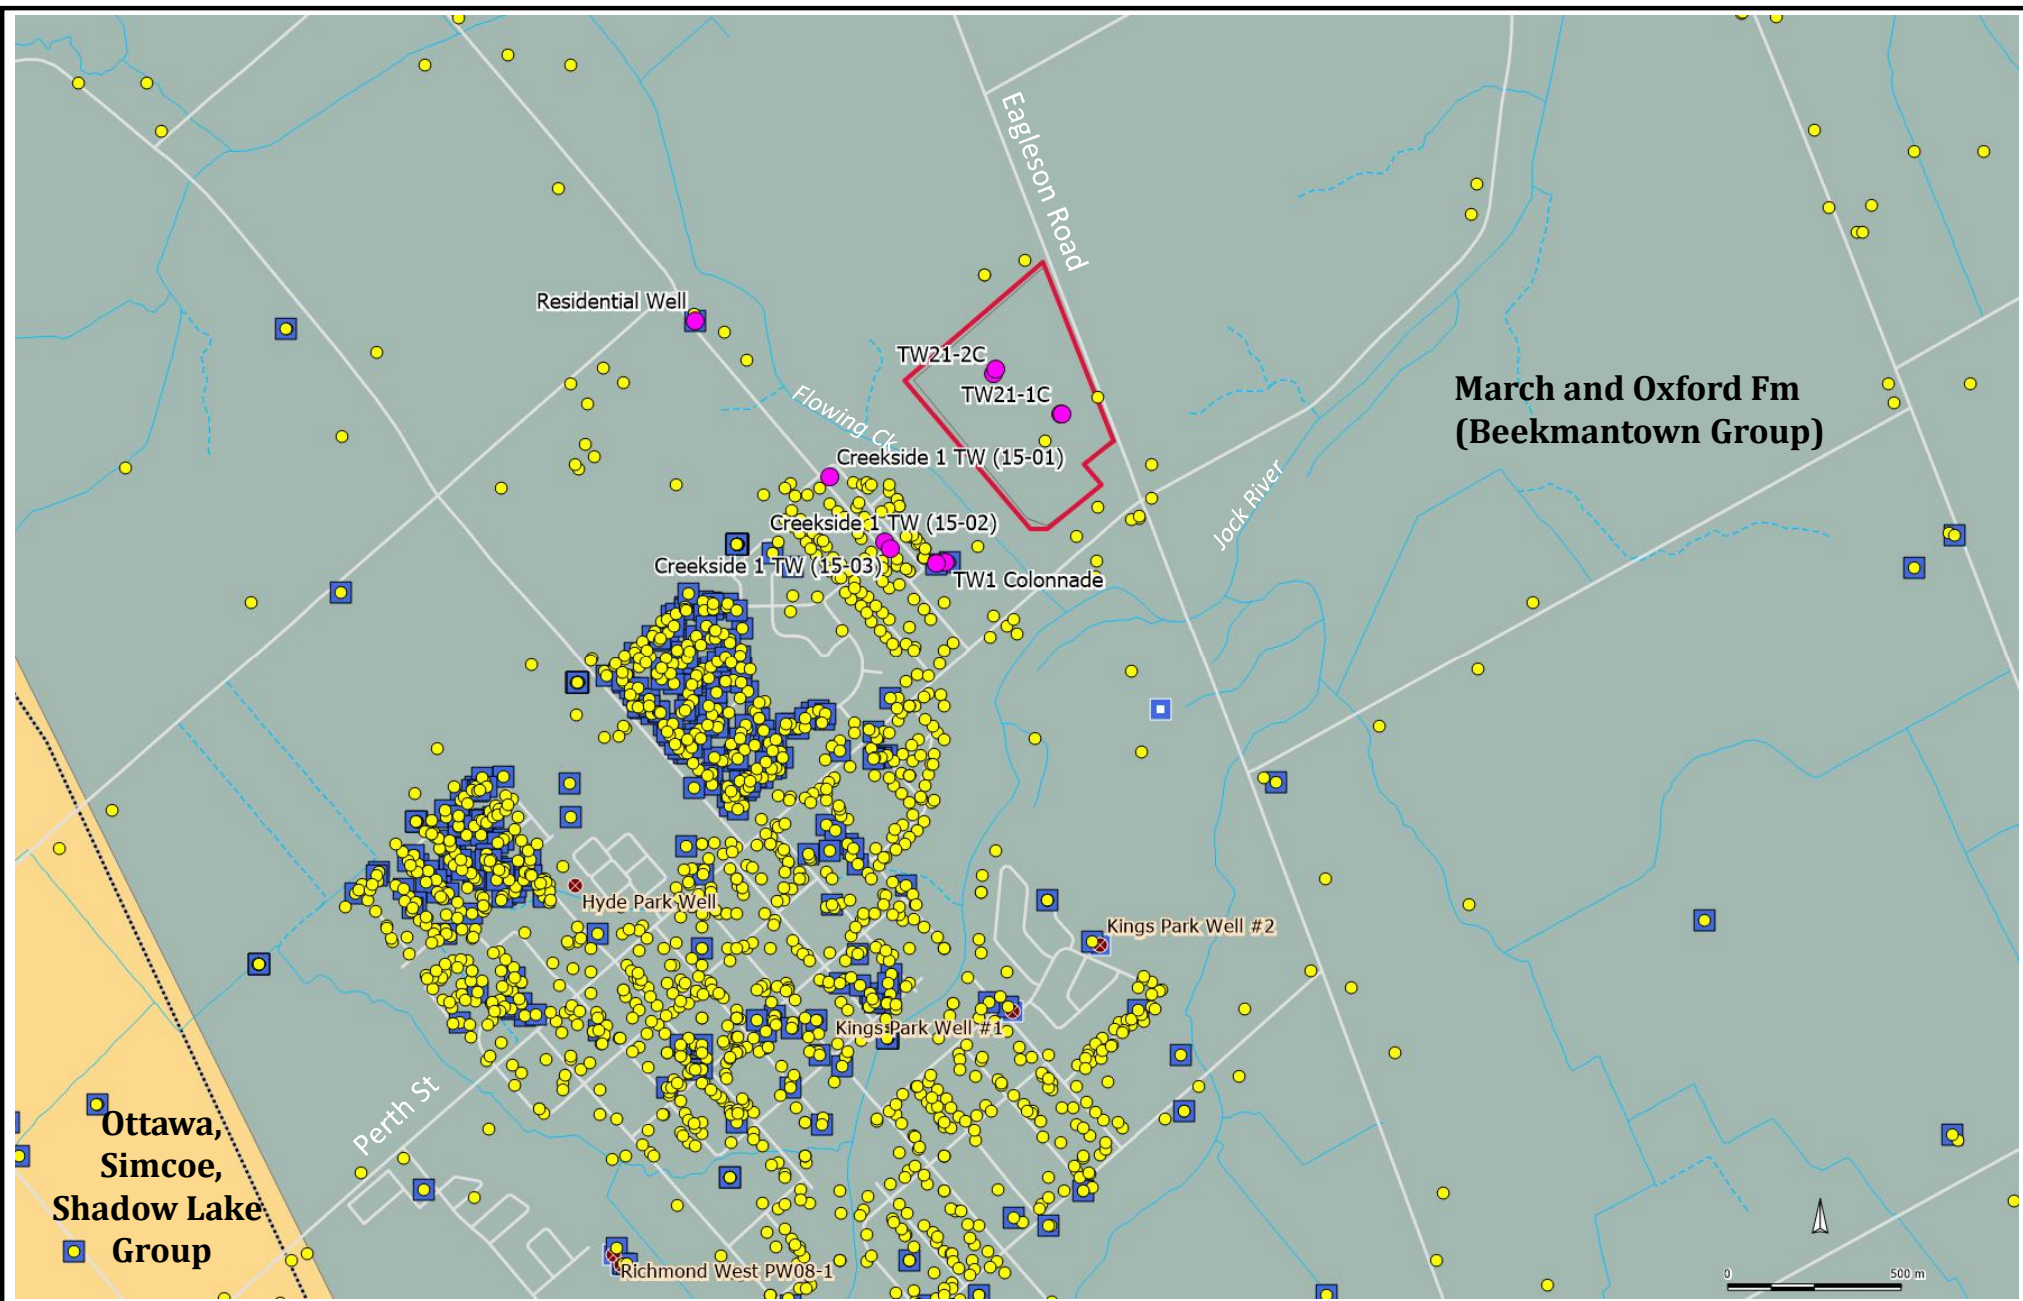 Eagleson Road
Residential Well
TW21-2C
TW21-1C
March and Oxford Fm
(Beekmantown Group)
Flowing Ck
Creekside 1 TW (15-01)
Jock River
Creekside 1 TW (15-02)
Creekside 1 TW (15-03)
TW1 Colonnade
Hyde Park Well
Kings Park Well #2
Kings Park Well #1
Perth St
Ottawa,
Simcoe,
Shadow Lake
Group
Richmond West PW08-1
0 500 m